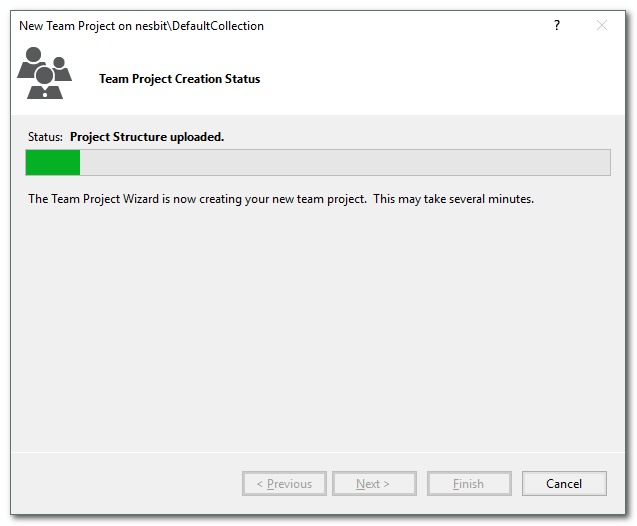 New Team Project on nesbit\DefaultCollection ?
Team Project Creation Status
Status: Project Structure uploaded.
The Team Project Wizard is now creating your new team project. This may take several minutes.
< Previous Next > Finish Cancel